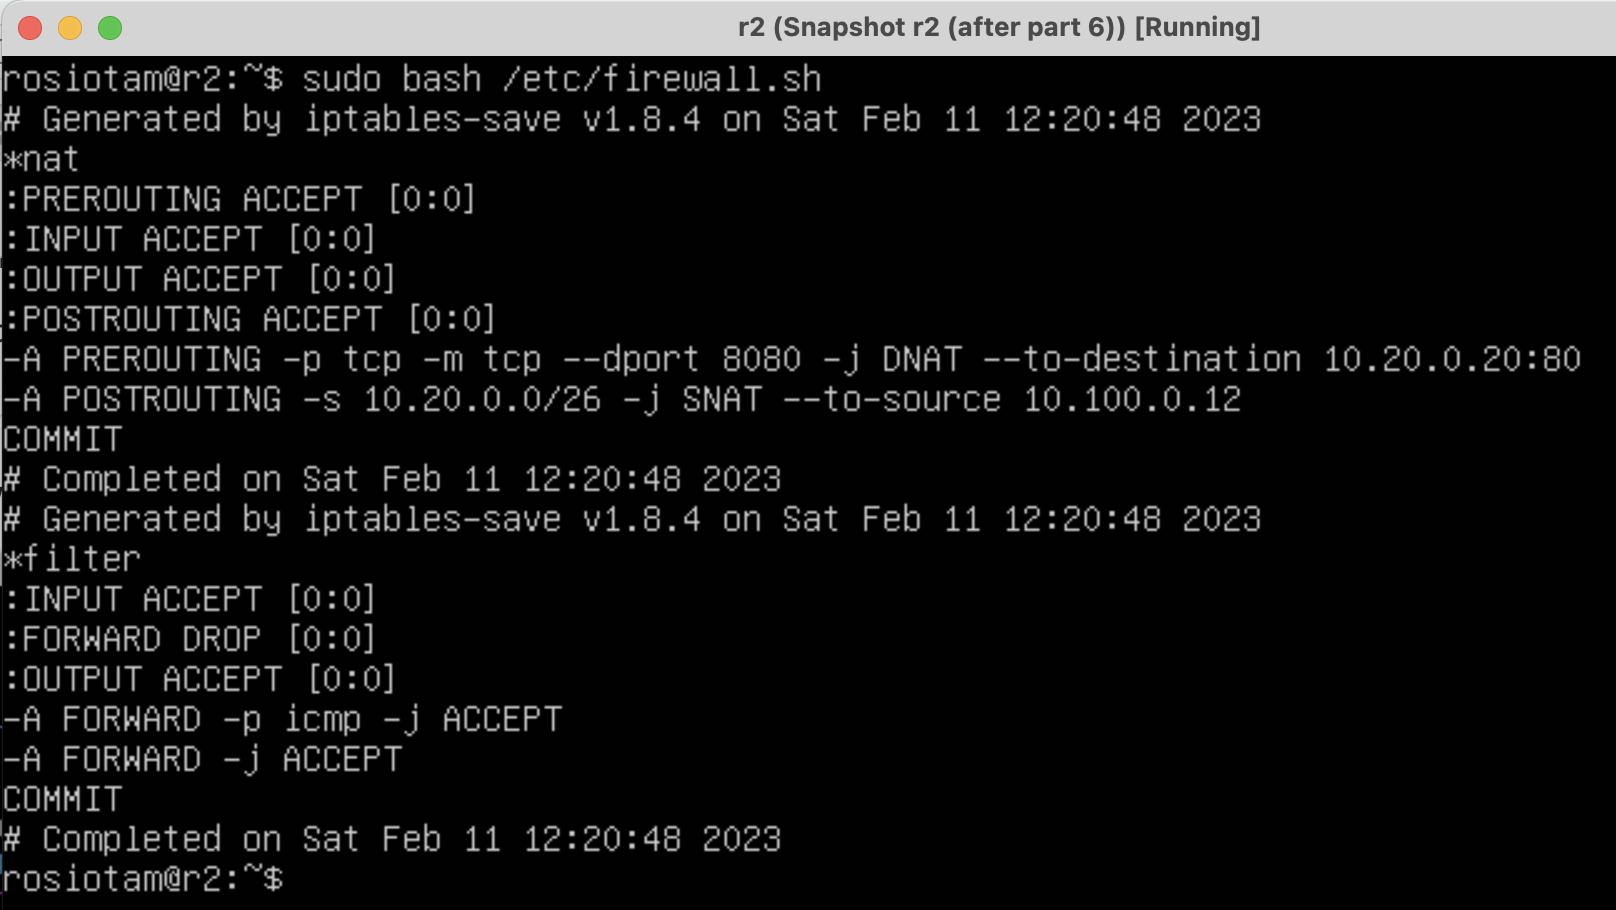 r2 (Snapshot r2 (after part 6)) [Running]
rosiotam@r2:~$ sudo bash /etc/firewall.sh
# Generated by iptables-save v1.8.4 on Sat Feb 11 12:20:48 2023
*nat
:PREROUTING ACCEPT [0:0]
:INPUT ACCEPT [0:0]
:OUTPUT ACCEPT [0:0]
:POSTROUTING ACCEPT [0:0]
-A PREROUTING -p tcp -m tcp --dport 8080 -j DNAT --to-destination 10.20.0.20:80
-A POSTROUTING -s 10.20.0.0/26 -j SNAT --to-source 10.100.0.12
COMMIT
# Completed on Sat Feb 11 12:20:48 2023
# Generated by iptables-save v1.8.4 on Sat Feb 11 12:20:48 2023
*filter
:INPUT ACCEPT [0:0]
:FORWARD DROP [0:0]
:OUTPUT ACCEPT [0:0]
-A FORWARD -p icmp -j ACCEPT
-A FORWARD -j ACCEPT
COMMIT
# Completed on Sat Feb 11 12:20:48 2023
rosiotam@r2:~$